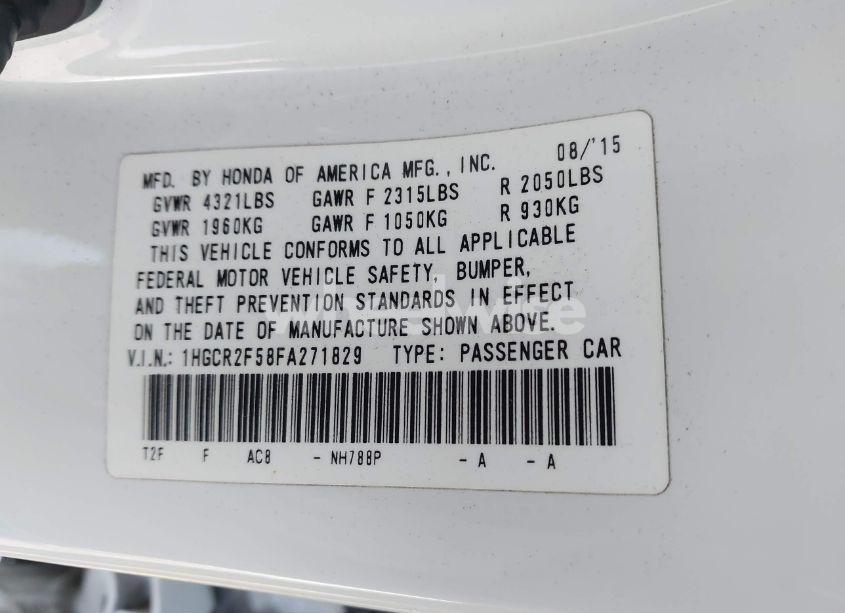 MFD. BY HONDA OF AMERICA MFG., INC. 08/'15
GVWR 4321LBS GAWR F 2315LBS R 2050LBS
GVWR 1960KG GAWR F 1050KG R 930KG
THIS VEHICLE CONFORMS TO ALL APPLICABLE
FEDERAL MOTOR VEHICLE SAFETY, BUMPER,
AND THEFT PREVENTION STANDARDS IN EFFECT
ON THE DATE OF MANUFACTURE SHOWN ABOVE.
V.I.N.: 1HGCR2F58FA271829 TYPE: PASSENGER CAR
T2F F AC8 - NH788P - A - A
wheelwise